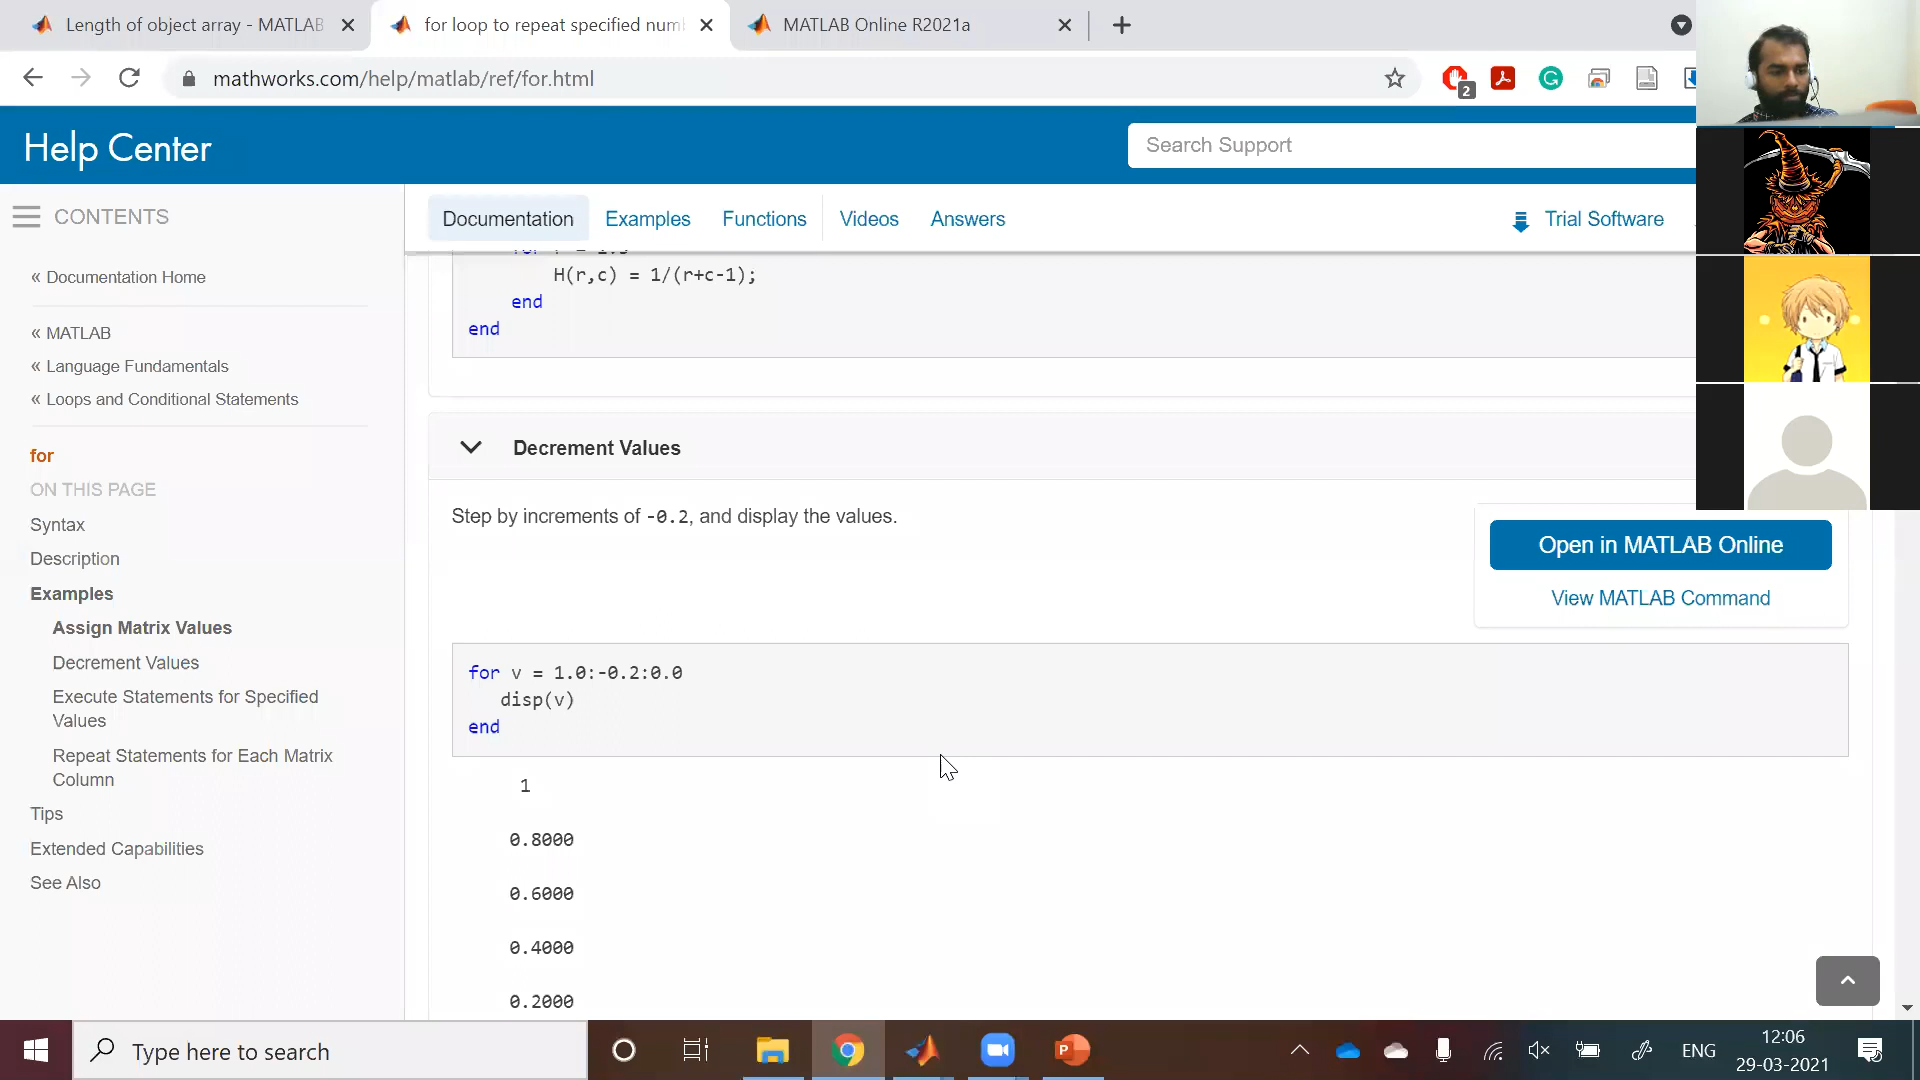 Length of object array - MATLAB
for loop to repeat specified num
MATLAB Online R2021a
mathworks.com/help/matlab/ref/for.html
2
Help Center
Search Support
CONTENTS
Documentation
Examples
Functions
Videos
Answers
Trial Software
« Documentation Home
« MATLAB
« Language Fundamentals
« Loops and Conditional Statements
for
ON THIS PAGE
Syntax
Description
Examples
Assign Matrix Values
Decrement Values
Execute Statements for Specified
Values
Repeat Statements for Each Matrix
Column
Tips
Extended Capabilities
See Also
H(r,c) = 1/(r+c-1);
end
end
Decrement Values
Step by increments of -0.2, and display the values.
Open in MATLAB Online
View MATLAB Command
for v = 1.0:-0.2:0.0
disp(v)
end
1
0.8000
0.6000
0.4000
0.2000
Type here to search
ENG
12:06
29-03-2021